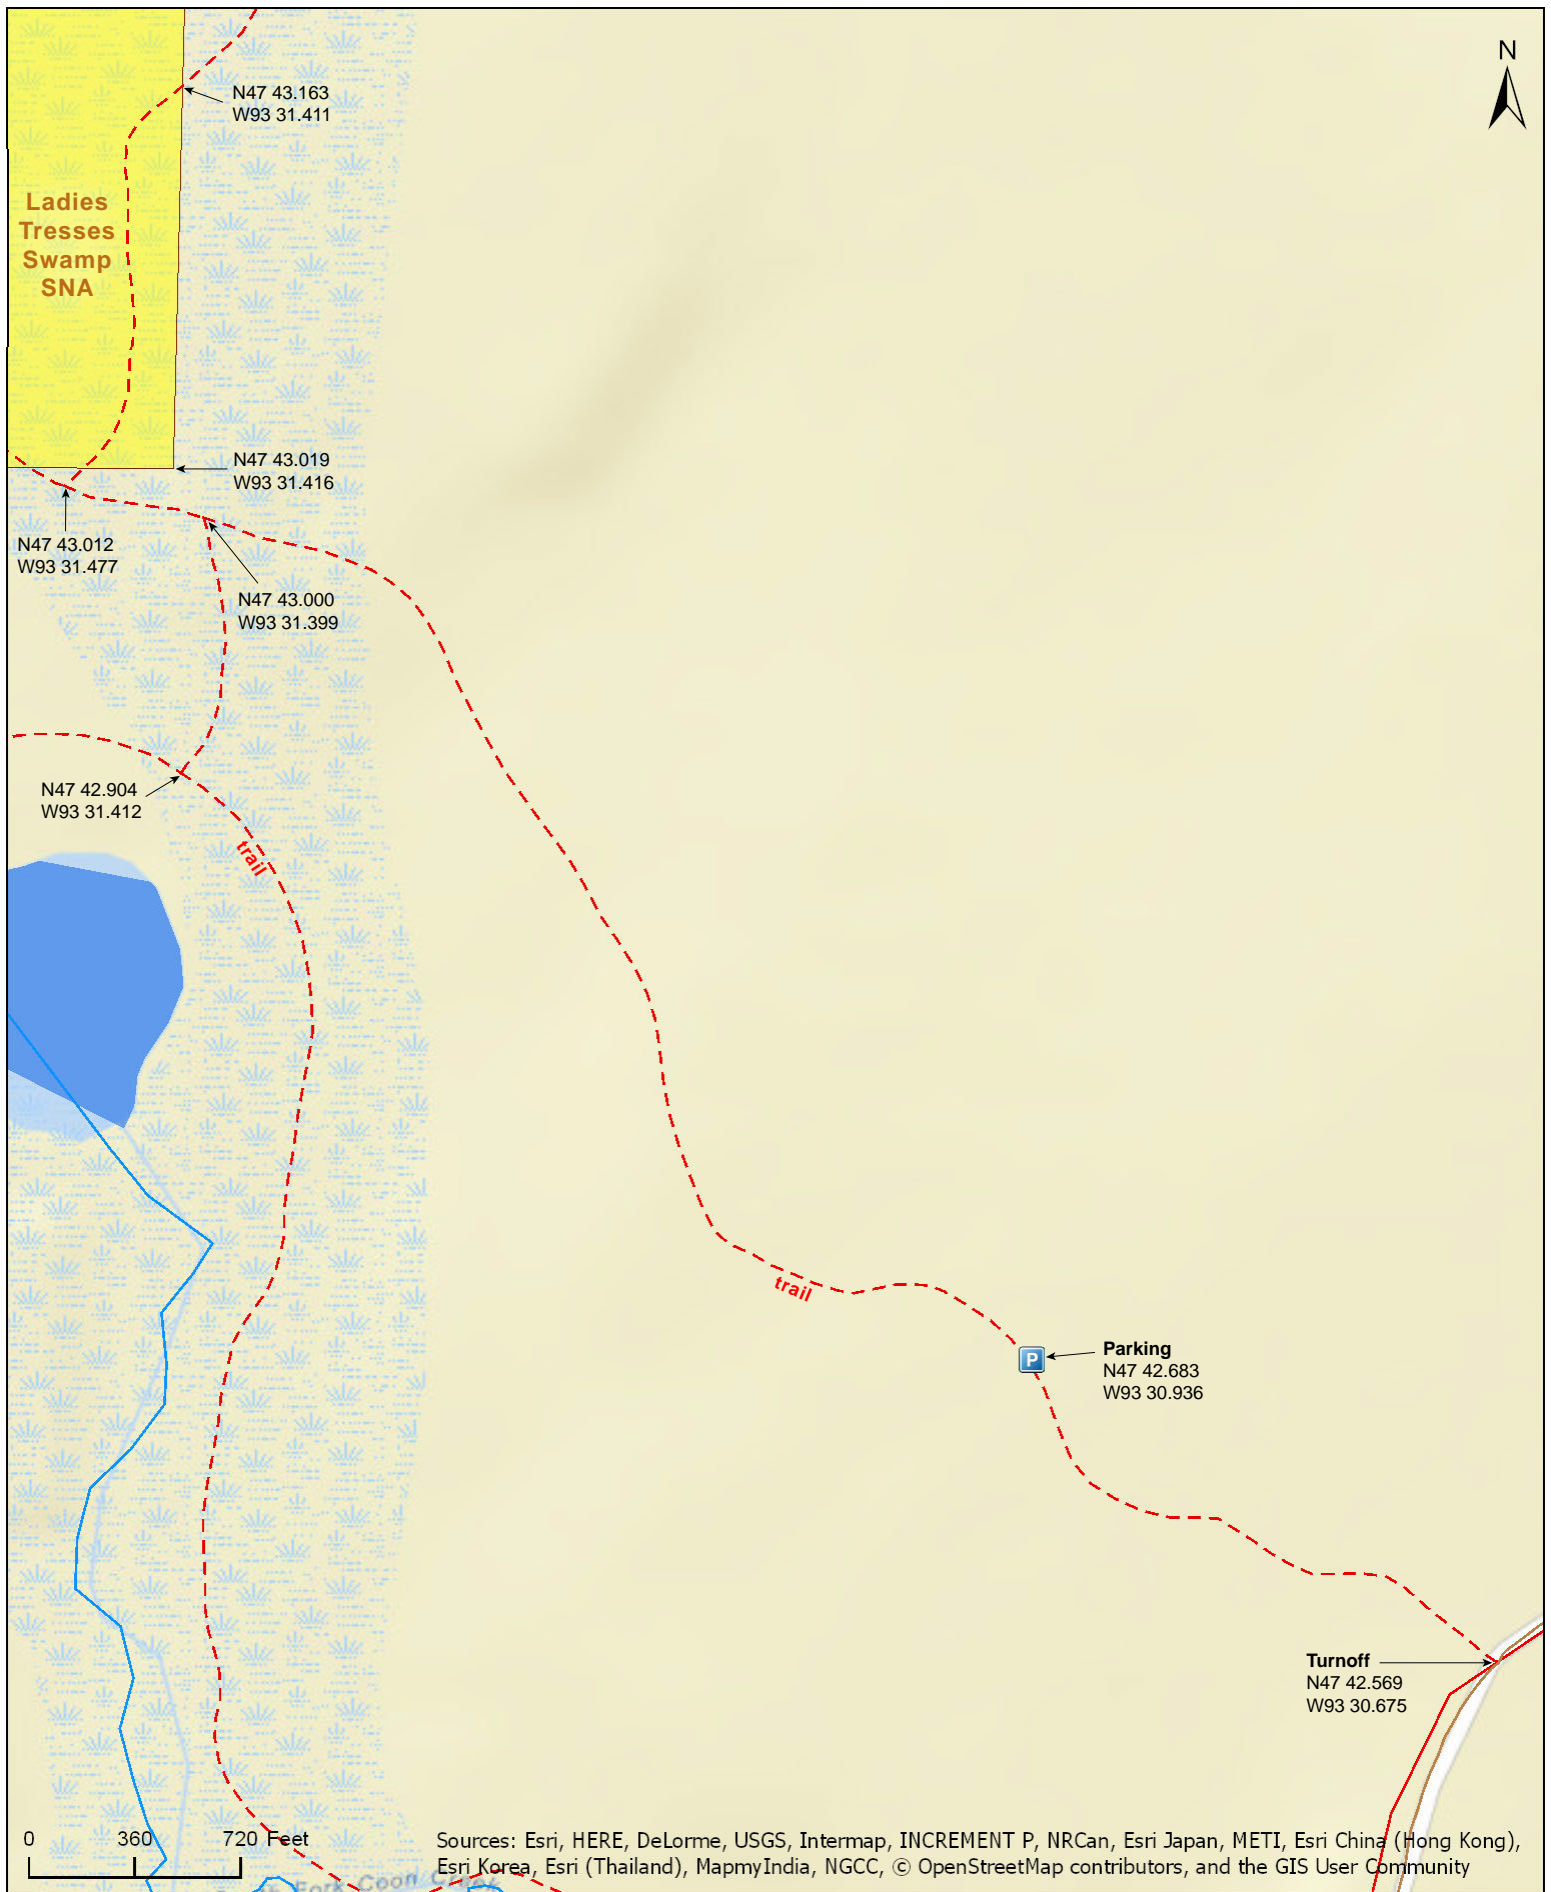 N
N47 43.163
W93 31.411
Ladies
Tresses
Swamp
SNA
N47 43.019
W93 31.416
N47 43.012
W93 31.477
N47 43.000
W93 31.399
N47 42.904
W93 31.412
trail
trail
P
Parking
N47 42.683
W93 30.936
Turnoff
N47 42.569
W93 30.675
0 360 720 Feet
Sources: Esri, HERE, DeLorme, USGS, Intermap, INCREMENT P, NRCan, Esri Japan, METI, Esri China (Hong Kong),
Esri Korea, Esri (Thailand), MapmyIndia, NGCC, © OpenStreetMap contributors, and the GIS User Community
Fork Coon Creek